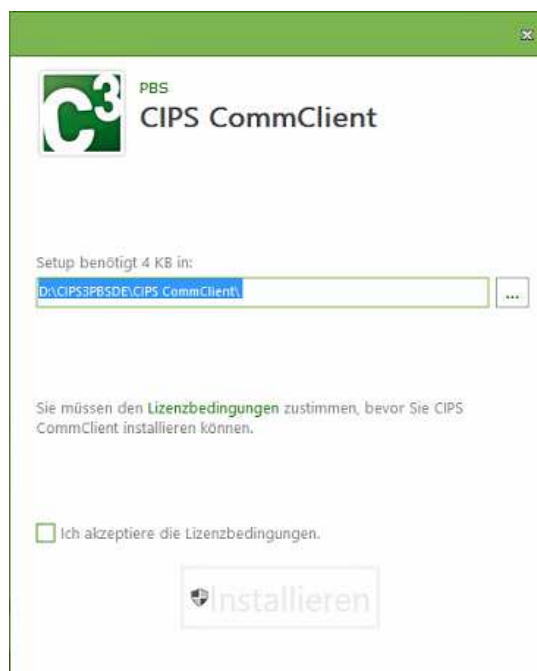 C3
PBS
CIPS CommClient
Setup benötigt 4 KB in:
D:\CIPS3PBSDE\CIPS CommClient\
...
Sie müssen den Lizenzbedingungen zustimmen, bevor Sie CIPS
CommClient installieren können.
Ich akzeptiere die Lizenzbedingungen.
Installieren